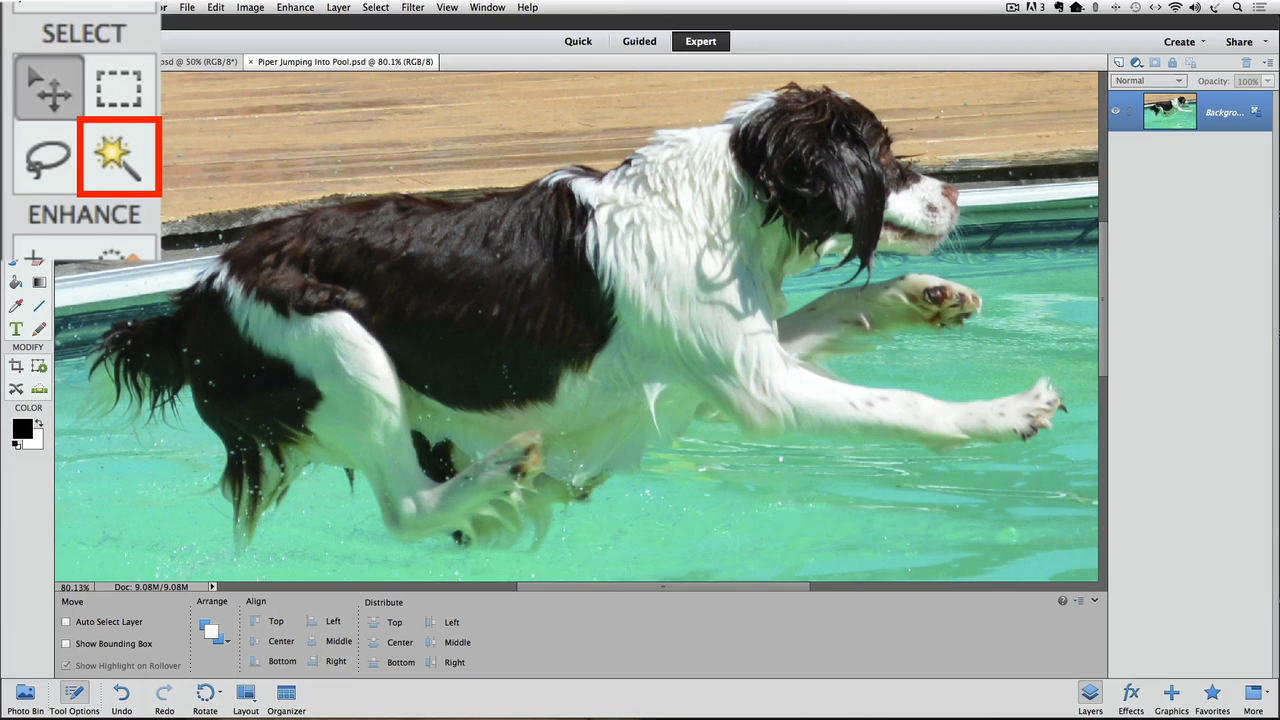 File Edit Image Enhance Layer Select Filter View Window Help
3
SELECT
Quick Guided Expert
Create Share
psd @ 50% (RGB/8*) × Piper Jumping Into Pool.psd @ 80.1% (RGB/8)
Normal Opacity: 100%
Backgro...
ENHANCE
MODIFY
COLOR
80.13% Doc: 9.08M/9.08M
Move
Auto Select Layer
Show Bounding Box
Show Highlight on Rollover
Arrange
Align
Top Left
Center Middle
Bottom Right
Distribute
Top Left
Center Middle
Bottom Right
Photo Bin Tool Options Undo Redo Rotate Layout Organizer
Layers Effects Graphics Favorites More